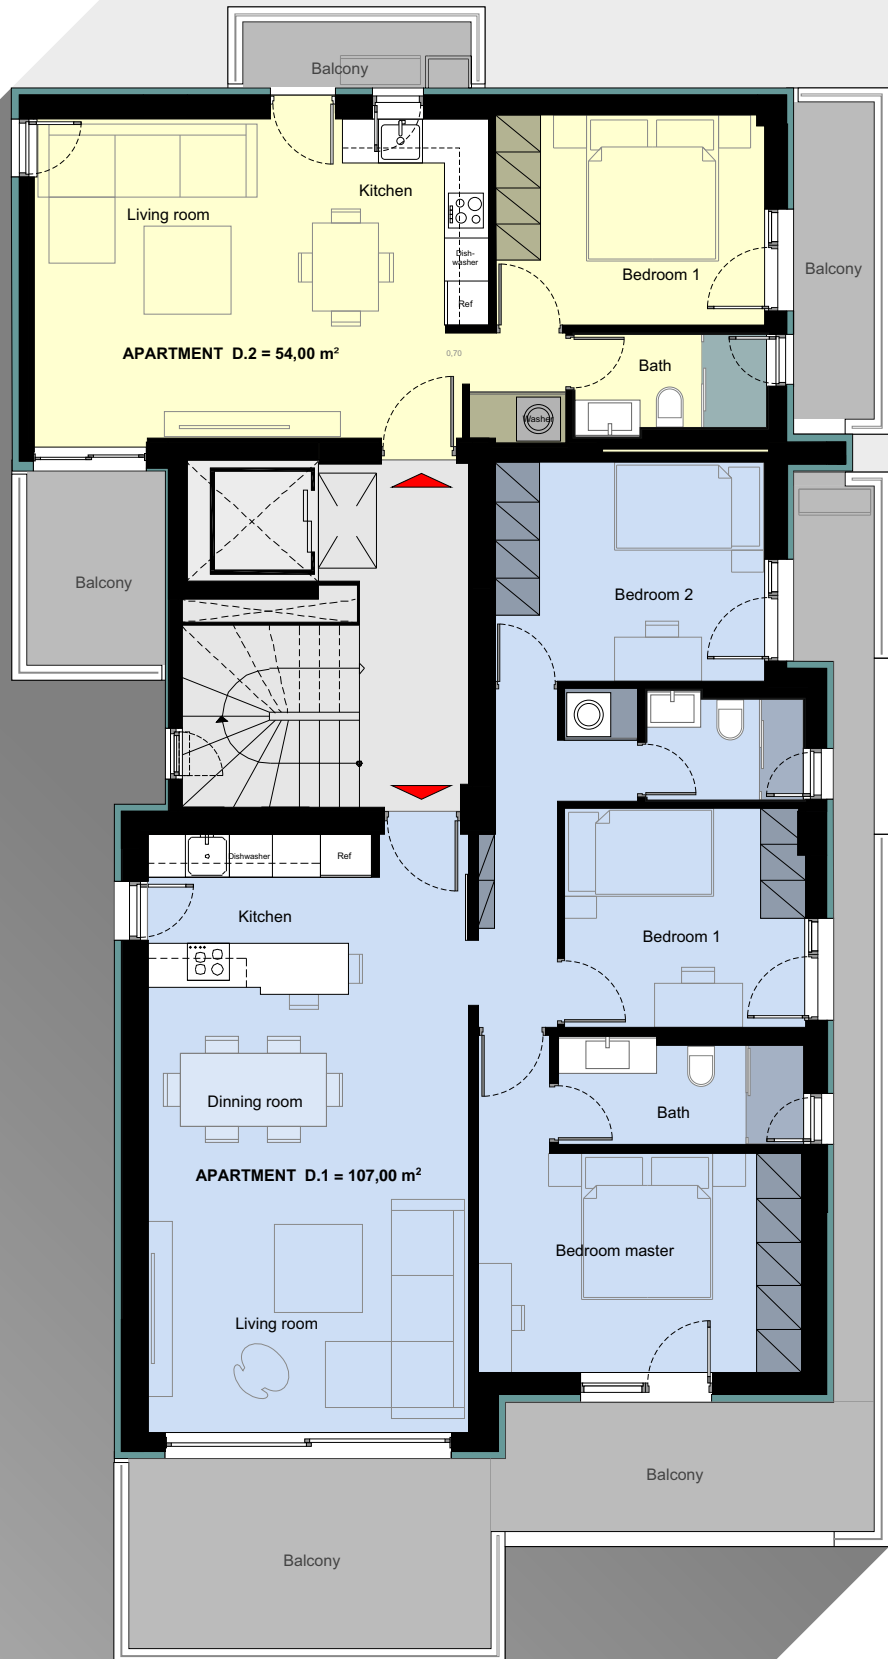 Balcony
Kitchen
Living room
Dish-
washer
Bedroom 1
Balcony
Ref
APARTMENT D.2 = 54,00 m²
0,70
Bath
Washer
Balcony
Bedroom 2
Dishwasher
Ref
Kitchen
Bedroom 1
Dinning room
Bath
APARTMENT D.1 = 107,00 m²
Bedroom master
Living room
Balcony
Balcony